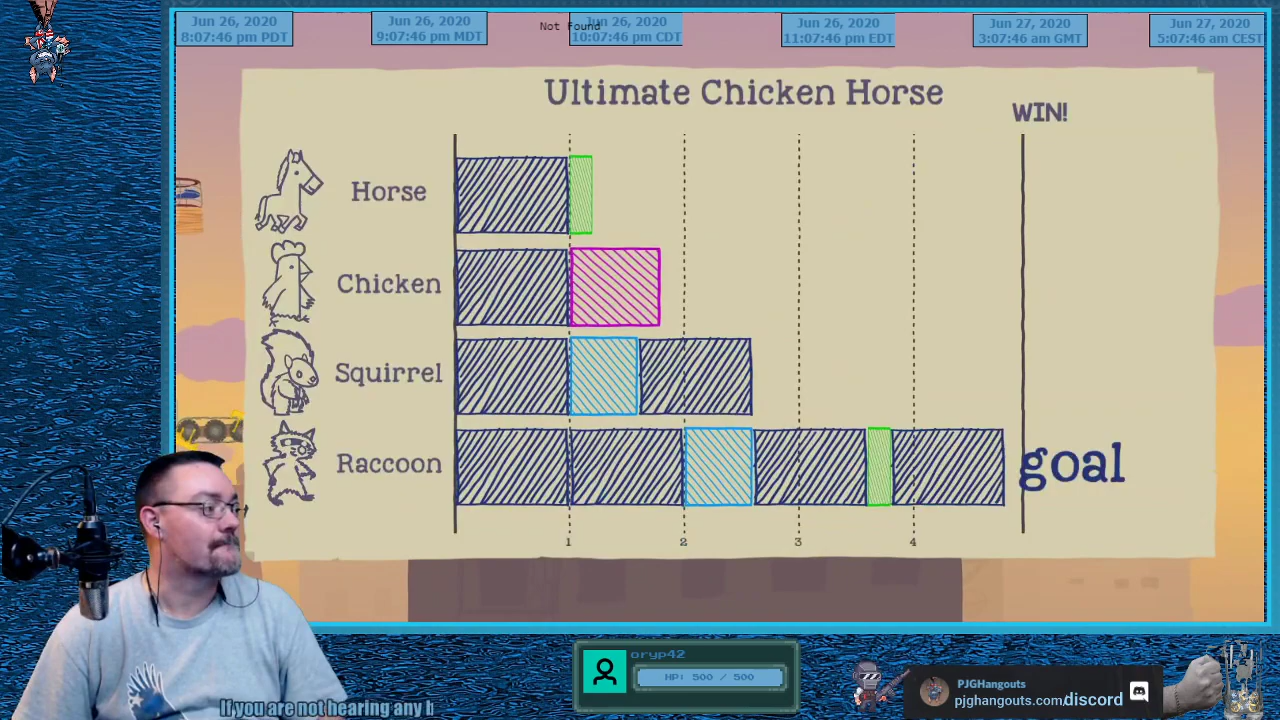 Jun 26, 2020
8:07:46 pm PDT
Jun 26, 2020
9:07:46 pm MDT
Not Found
Jun 26, 2020
10:07:46 pm CDT
Jun 26, 2020
11:07:46 pm EDT
Jun 27, 2020
3:07:46 am GMT
Jun 27, 2020
5:07:46 am CEST
Ultimate Chicken Horse
WIN!
Horse
Chicken
Squirrel
Raccoon
goal
1 2 3 4
oryp42
HP: 500 / 500
PJGHangouts
pjghangouts.com/discord
If you are not hearing any b